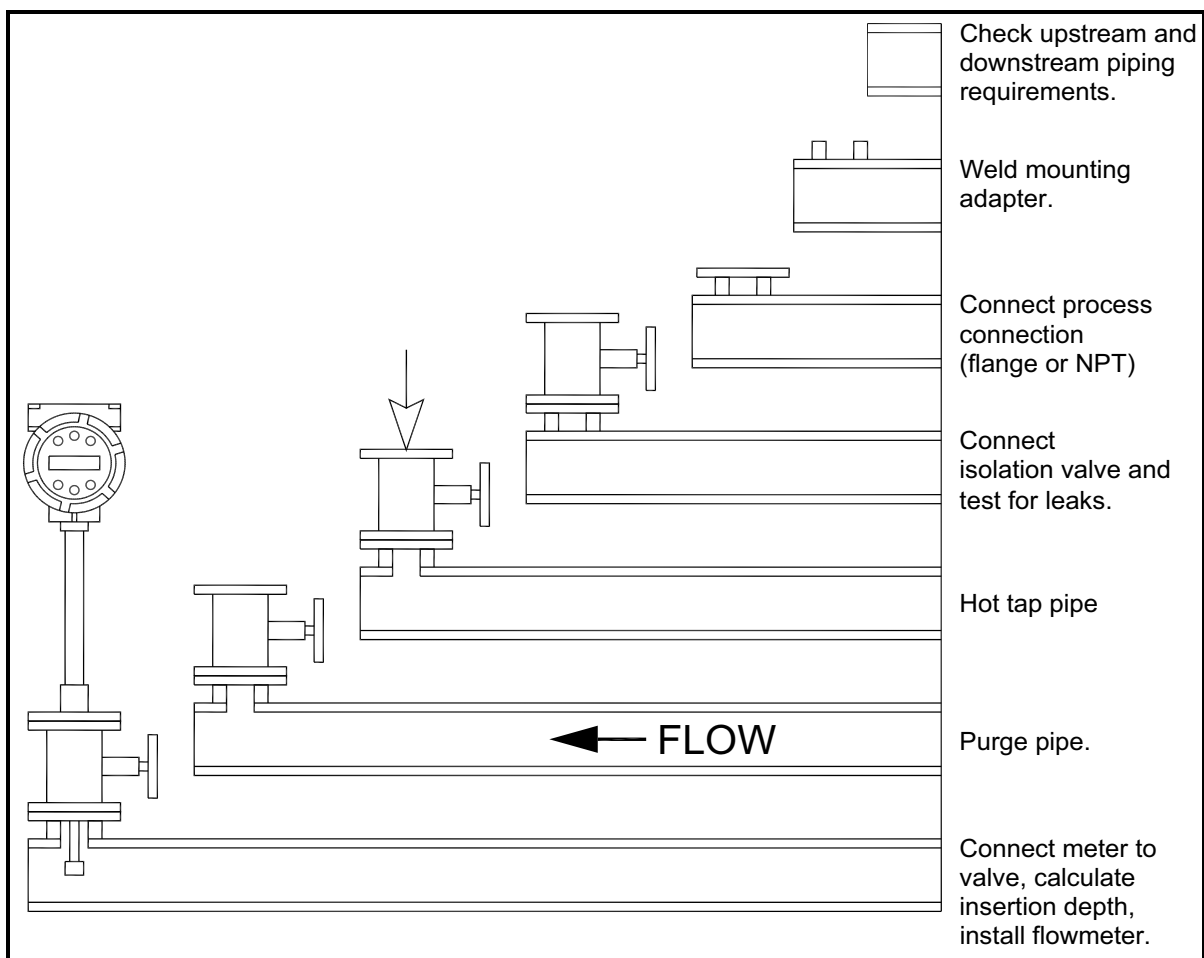 Check upstream and
downstream piping
requirements.
Weld mounting
adapter.
Connect process
connection
(flange or NPT)
Connect
isolation valve and
test for leaks.
Hot tap pipe
FLOW
Purge pipe.
Connect meter to
valve, calculate
insertion depth,
install flowmeter.